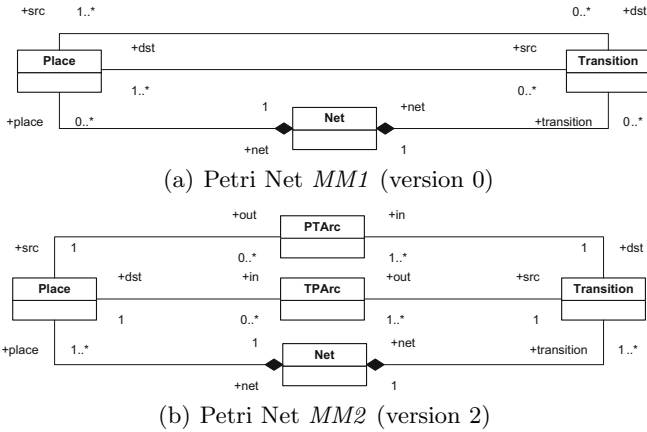 +src 1..* 0..* +dst
Place +dst +src Transition
1..* 0..*
+place 0..* 1 Net +net +transition 0..*
+net 1
(a) Petri Net MM1 (version 0)
+out PTArc +in
+src 1 0..* 1..* 1 +dst
Place +dst +in TPArc +out +src Transition
1 0..* 1..* 1
+place 1..* 1 Net +net +transition 1..*
+net 1
(b) Petri Net MM2 (version 2)